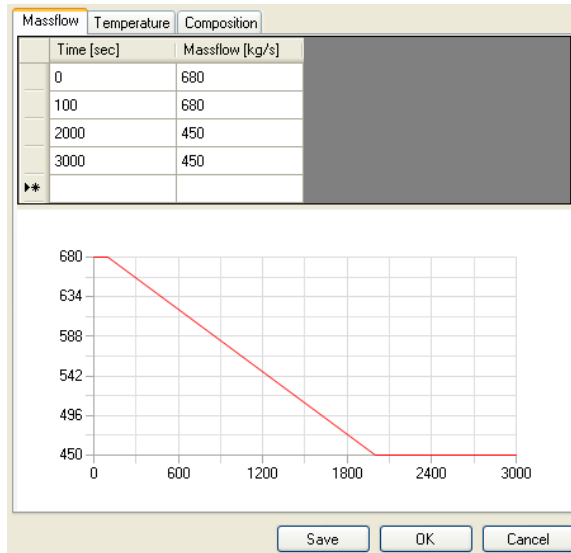 Massflow Temperature Composition
Time [sec] Massflow [kg/s]
0 680
100 680
2000 450
3000 450
680
634
588
542
496
450
0 600 1200 1800 2400 3000
Save OK Cancel